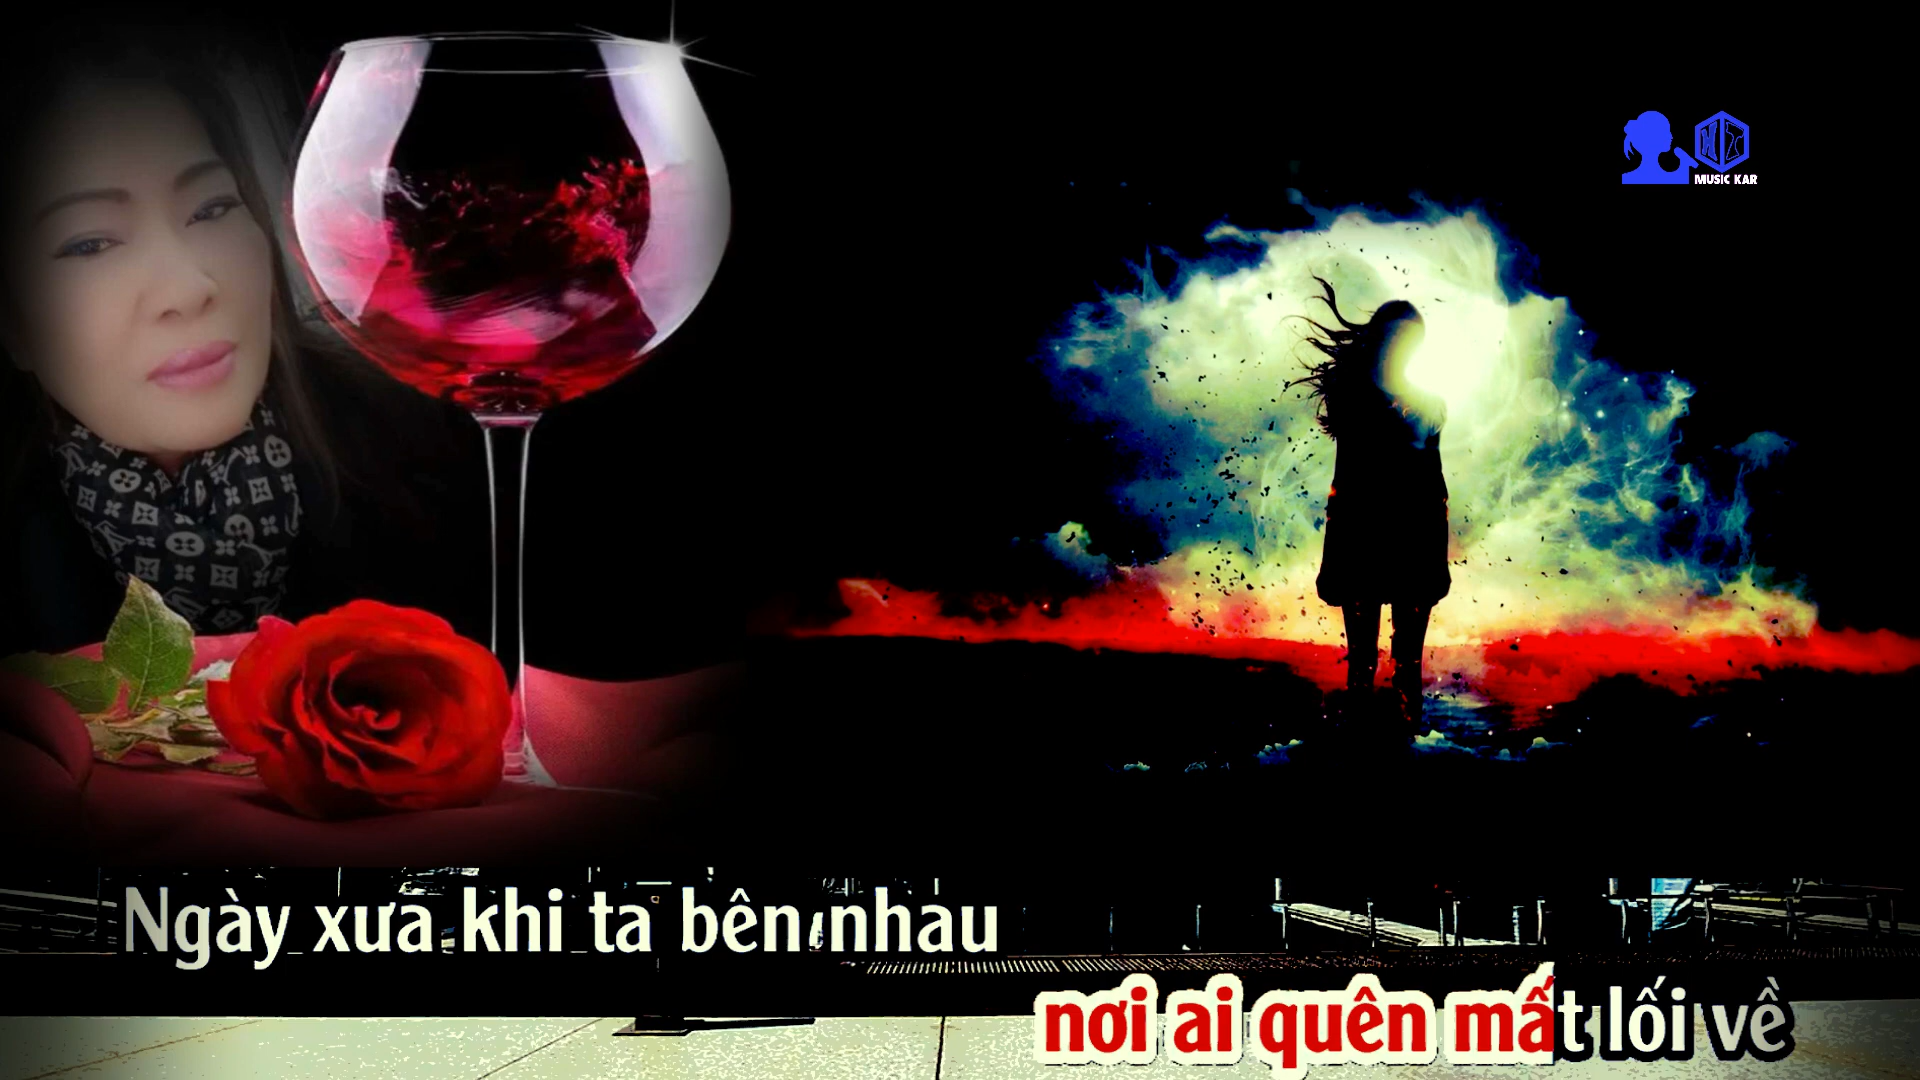 MUSIC KAR
Ngày xưa khi ta bên nhau
nơi ai quên mất lối về